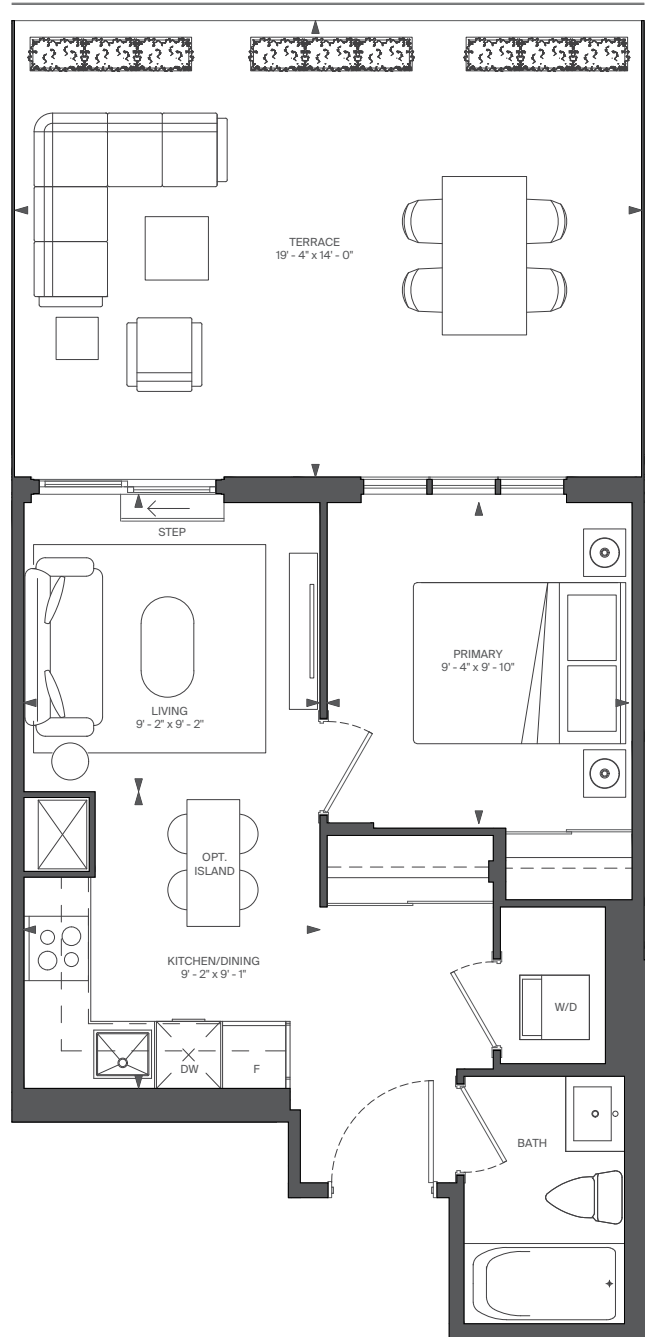 TERRACE
19' - 4" x 14' - 0"
STEP
PRIMARY
9' - 4" x 9' - 10"
LIVING
9' - 2" x 9' - 2"
OPT.
ISLAND
KITCHEN/DINING
9' - 2" x 9' - 1"
W/D
DW
F
BATH